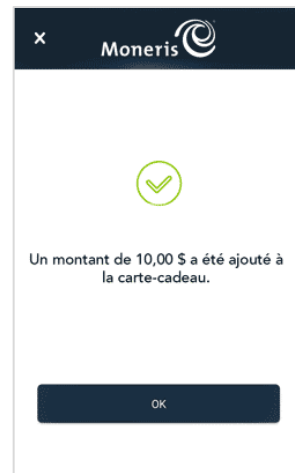 Moneris
Un montant de 10,00 $ a été ajouté à
la carte-cadeau.
OK